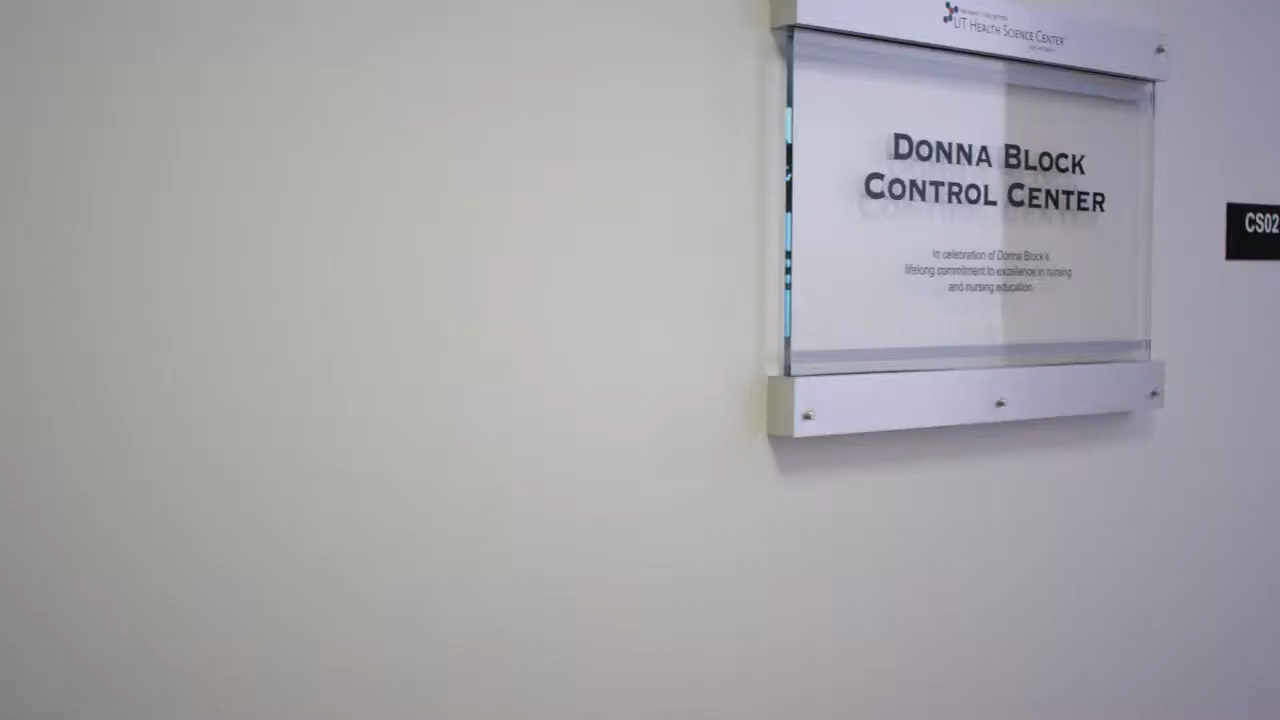 UT HEALTH SCIENCE CENTER
DONNA BLOCK
CONTROL CENTER
In celebration of Donna Block's
lifelong commitment to excellence in nursing
and nursing education
CS02